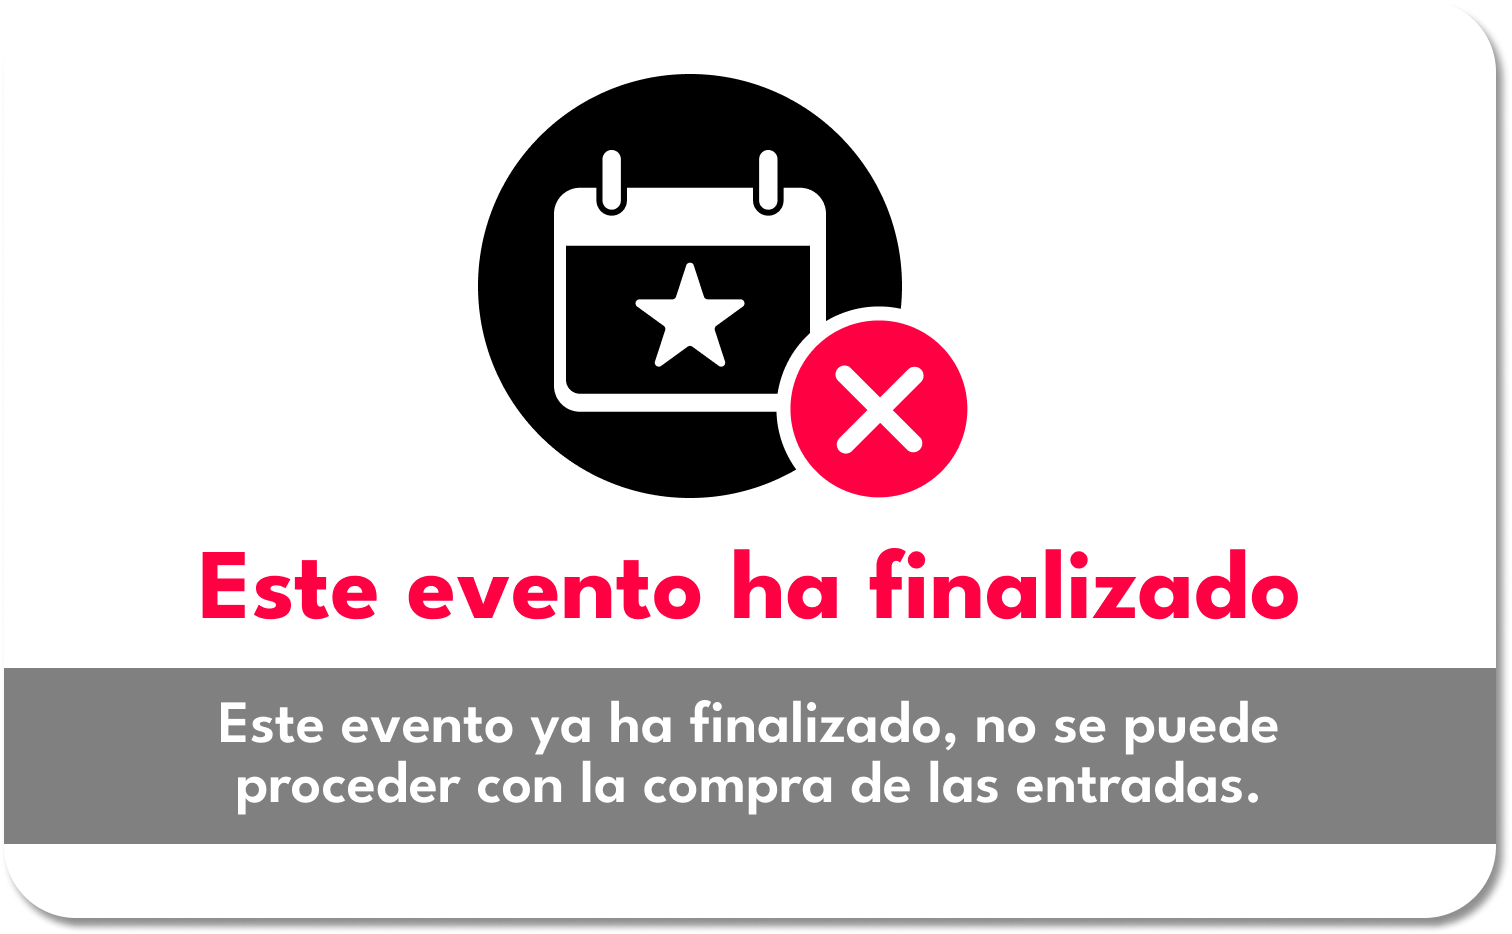 Este evento ha finalizado
Este evento ya ha finalizado, no se puede
proceder con la compra de las entradas.